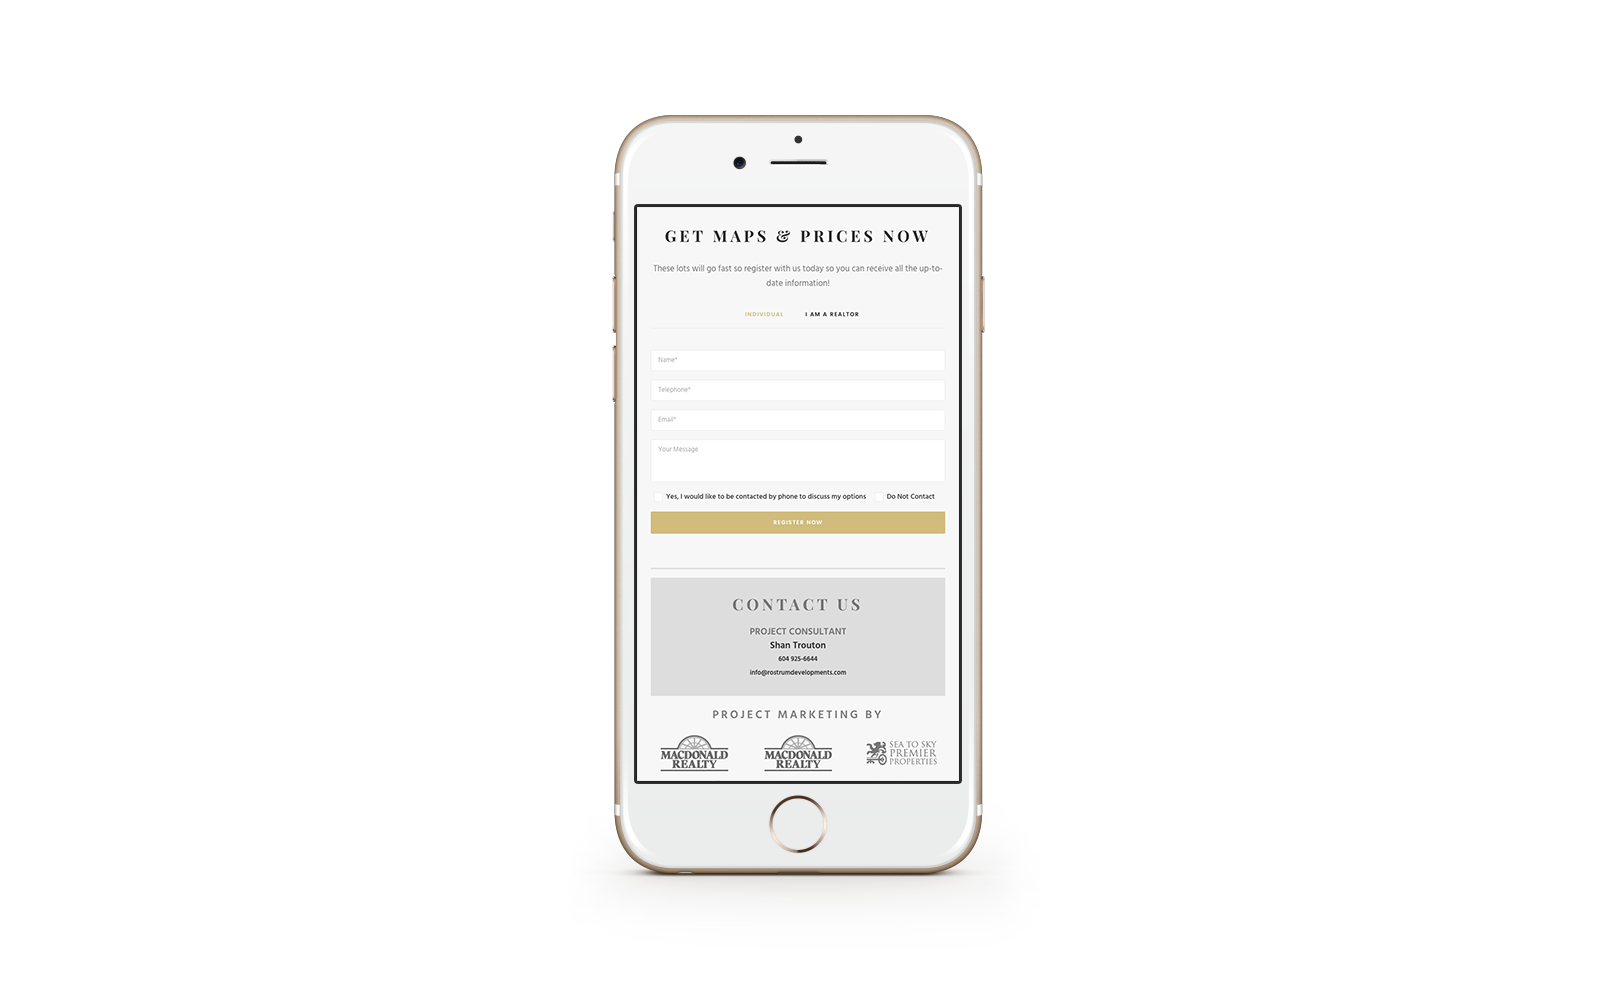 GET MAPS & PRICES NOW
These lots will go fast so register with us today so you can receive all the up-to-
date information!
INDIVIDUAL I AM A REALTOR
Name*
Telephone*
Email*
Your Message
Yes, I would like to be contacted by phone to discuss my options Do Not Contact
REGISTER NOW
CONTACT US
PROJECT CONSULTANT
Shan Trouton
604 925-6644
info@rostrumdevelopments.com
PROJECT MARKETING BY
MACDONALD
REALTY
MACDONALD
REALTY
SEA TO SKY
PREMIER
PROPERTIES